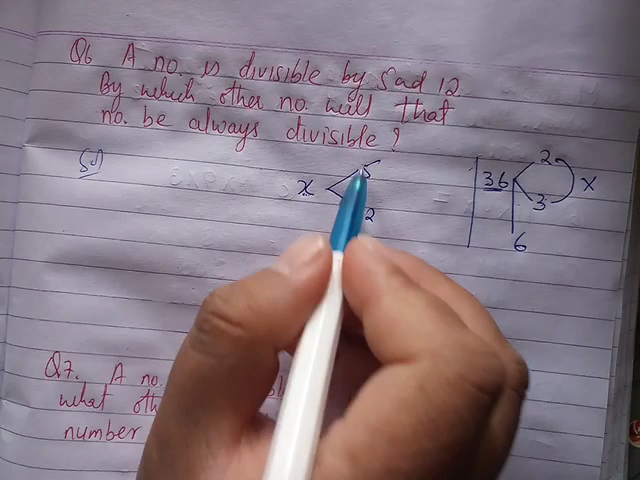 Q6 A no. is divisible by 5 and 12
By which other no. will that
no. be always divisible?
Sol
x 5
2
36 2 3 x
6
Q7. A no.
what oth
number